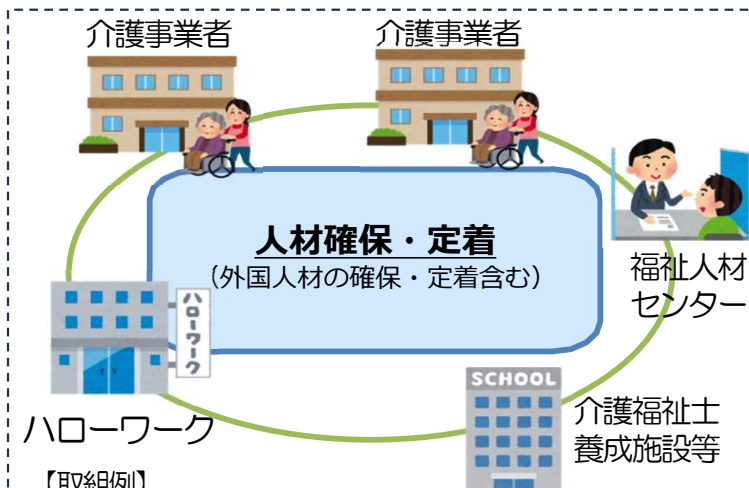 介護事業者
介護事業者
人材確保・定着
(外国人材の確保・定着含む)
福祉人材
センター
ハローワーク
ハローワーク
SCHOOL
介護福祉士
養成施設等
【取組例】